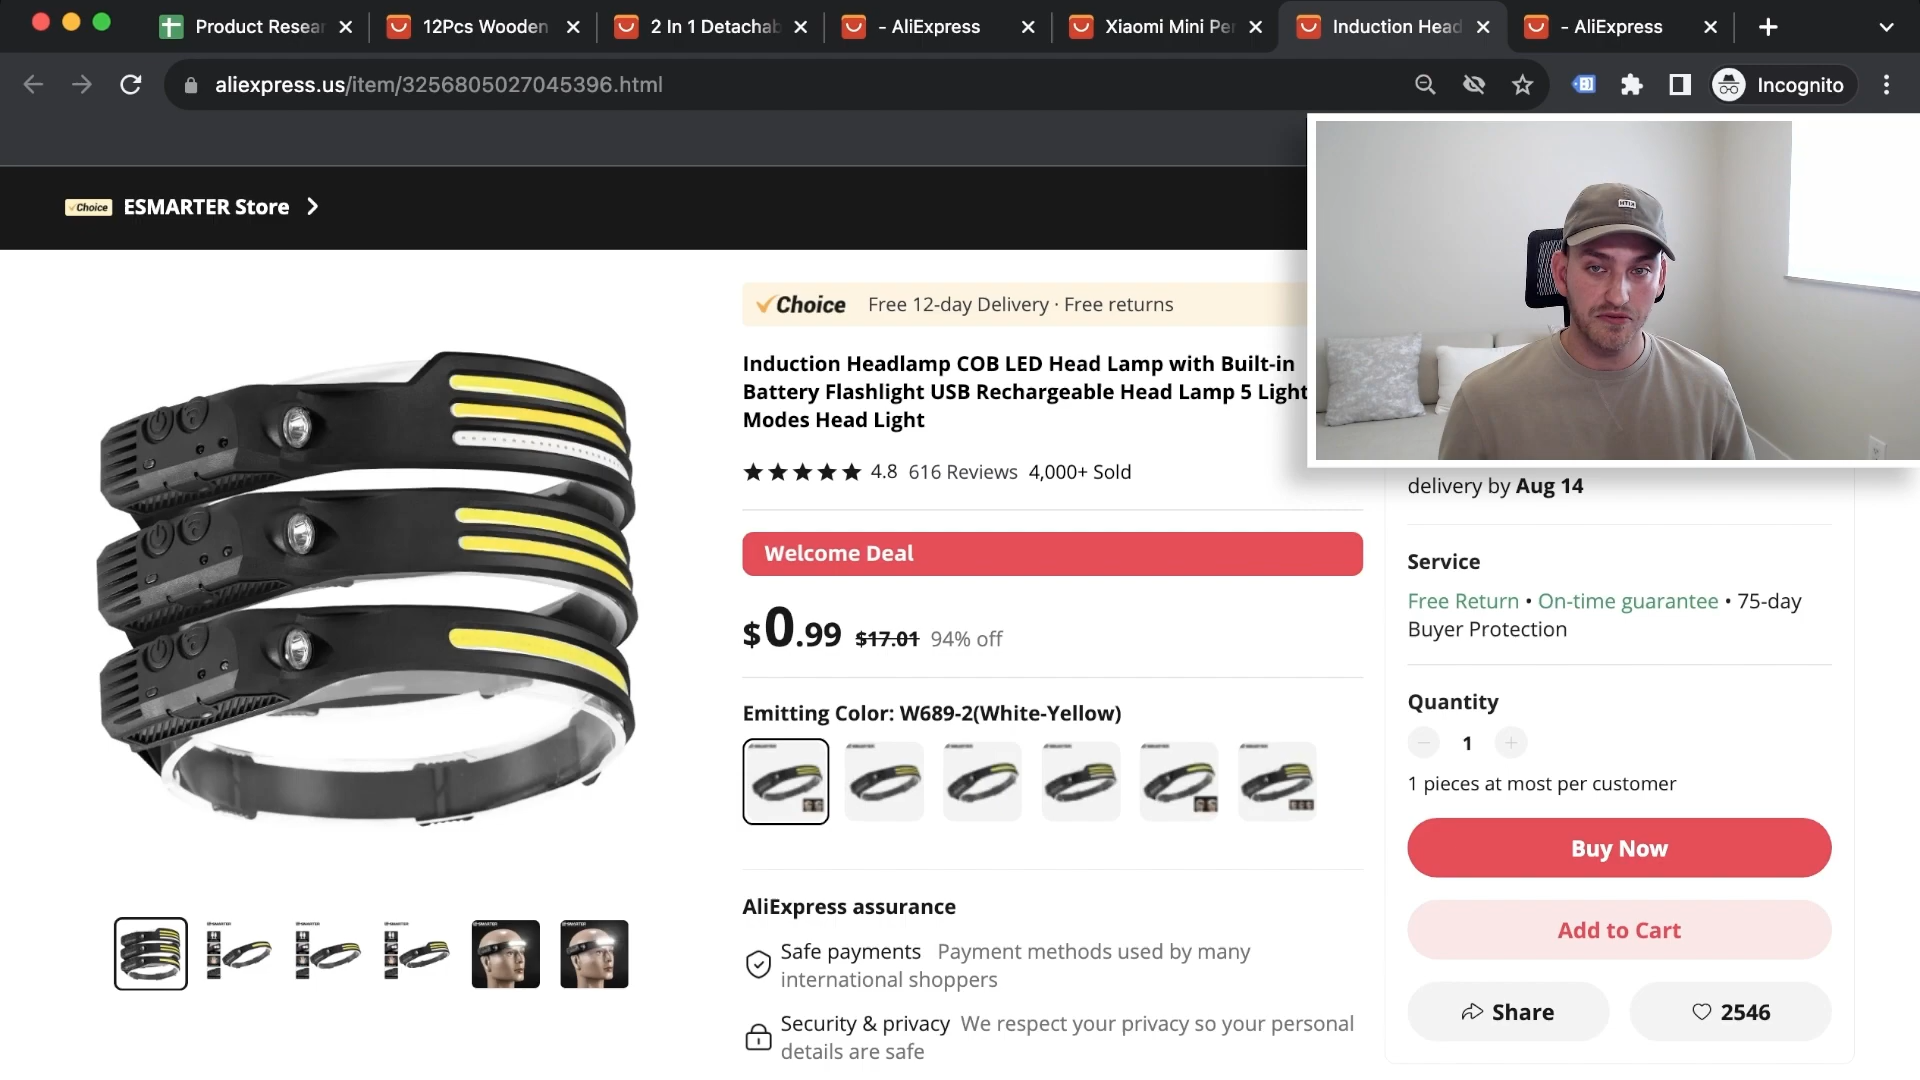 Product Resear
12Pcs Wooden
2 In 1 Detachab
- AliExpress
Xiaomi Mini Per
Induction Head
- AliExpress
aliexpress.us/item/3256805027045396.html
Incognito
Choice ESMARTER Store
Choice Free 12-day Delivery · Free returns
Induction Headlamp COB LED Head Lamp with Built-in
Battery Flashlight USB Rechargeable Head Lamp 5 Light
Modes Head Light
4.8 616 Reviews 4,000+ Sold
Welcome Deal
$0.99 $17.01 94% off
Emitting Color: W689-2(White-Yellow)
AliExpress assurance
Safe payments Payment methods used by many
international shoppers
Security & privacy We respect your privacy so your personal
details are safe
delivery by Aug 14
Service
Free Return • On-time guarantee • 75-day
Buyer Protection
Quantity
1
1 pieces at most per customer
Buy Now
Add to Cart
Share
2546